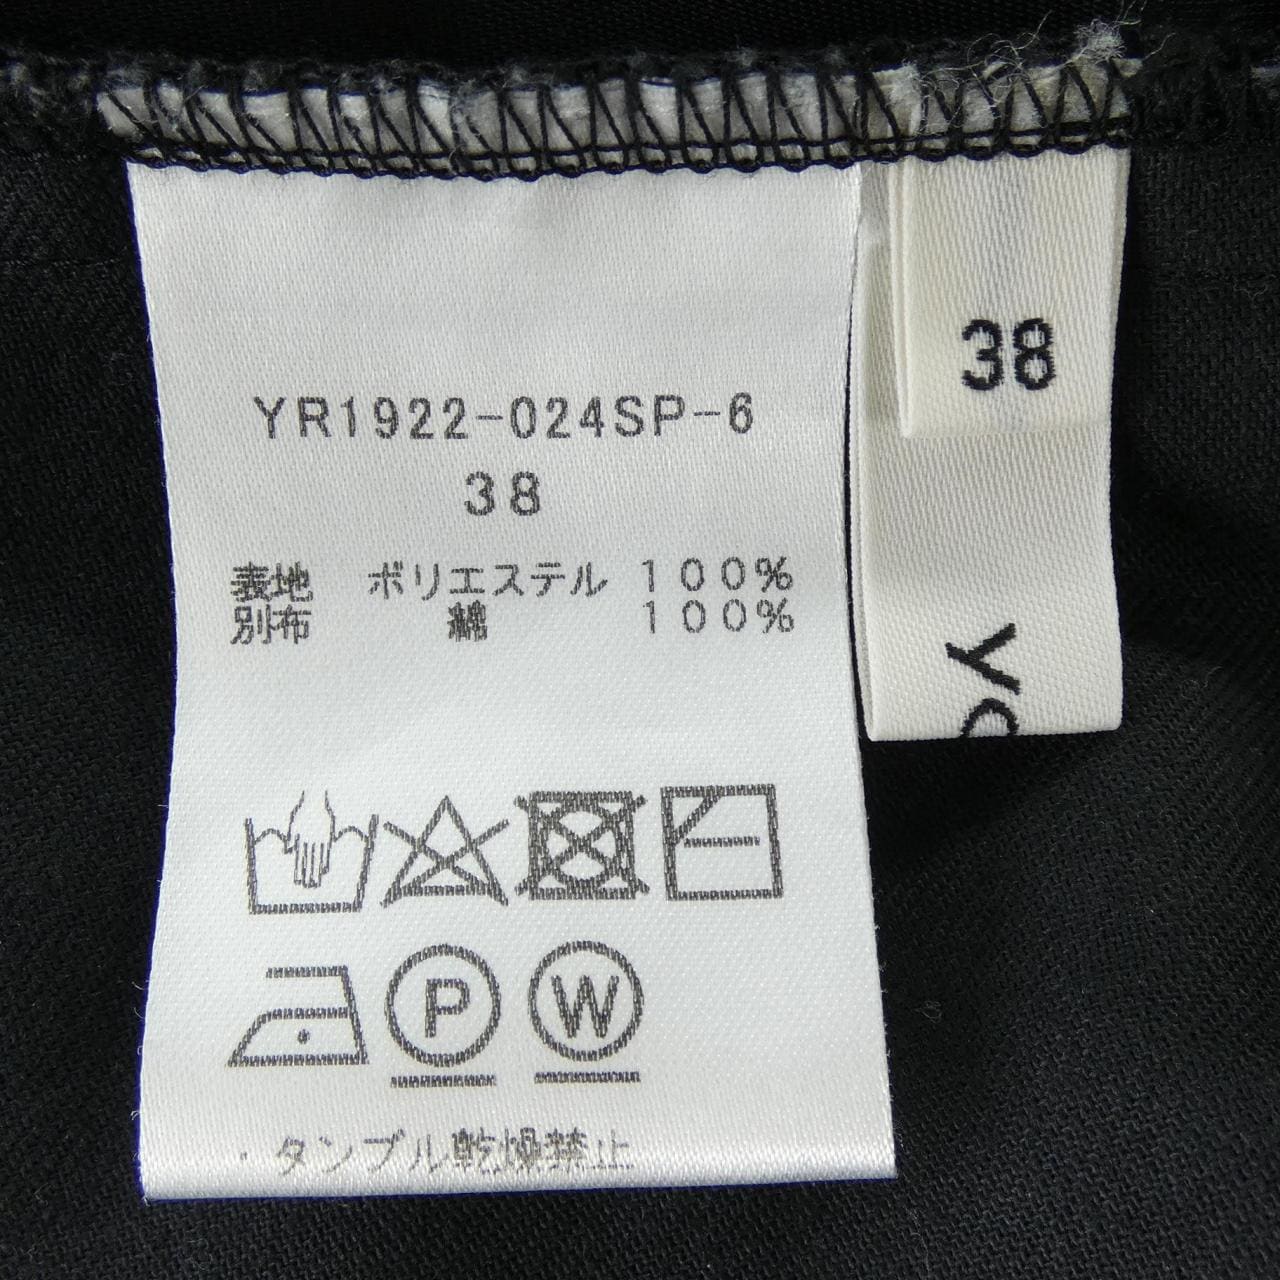 YR1922-024SP-6
38
表地 ポリエステル 100%
別布 綿 100%
P W
・タンブル乾燥禁止
38
Yo